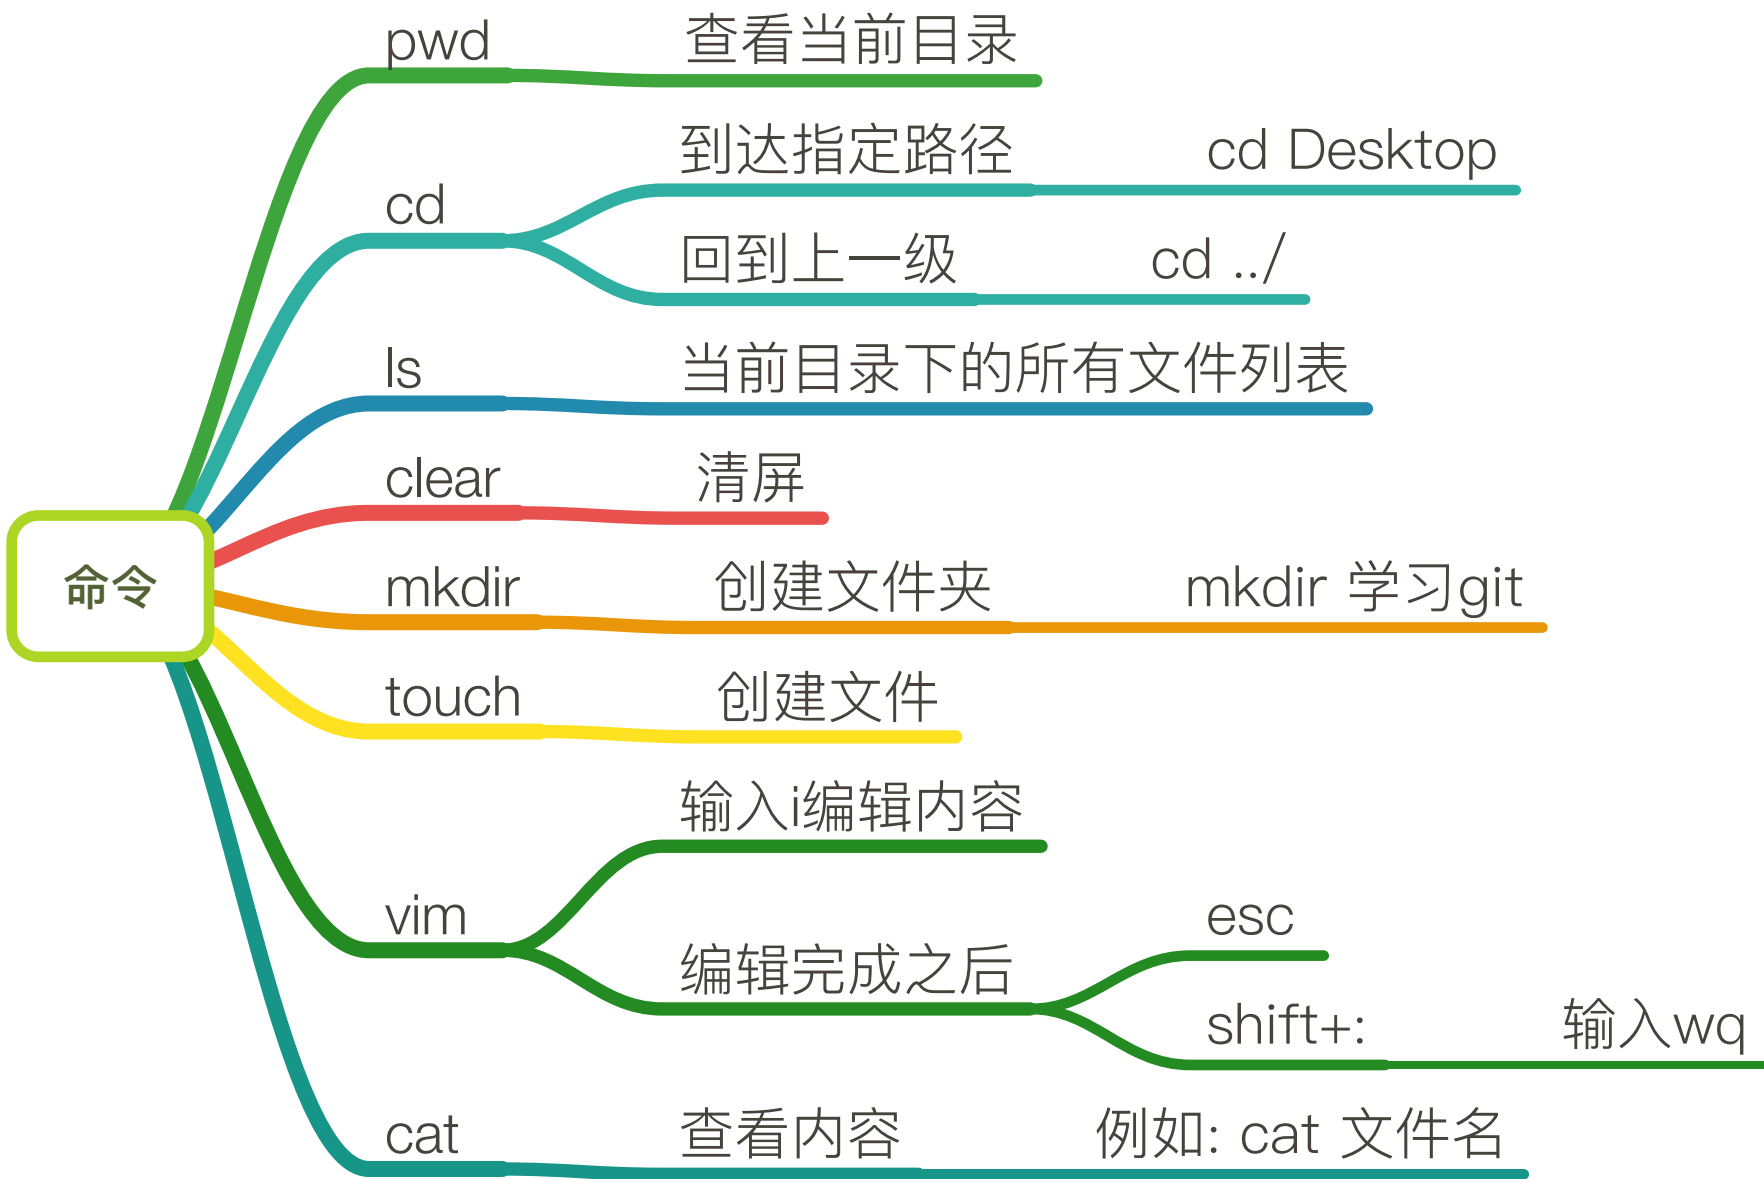 pwd 查看当前目录
到达指定路径 cd Desktop
cd
回到上一级 cd ../
ls 当前目录下的所有文件列表
clear 清屏
命令
mkdir 创建文件夹 mkdir 学习git
touch 创建文件
输入i编辑内容
vim
esc
编辑完成之后
shift+: 输入wq
cat 查看内容 例如: cat 文件名